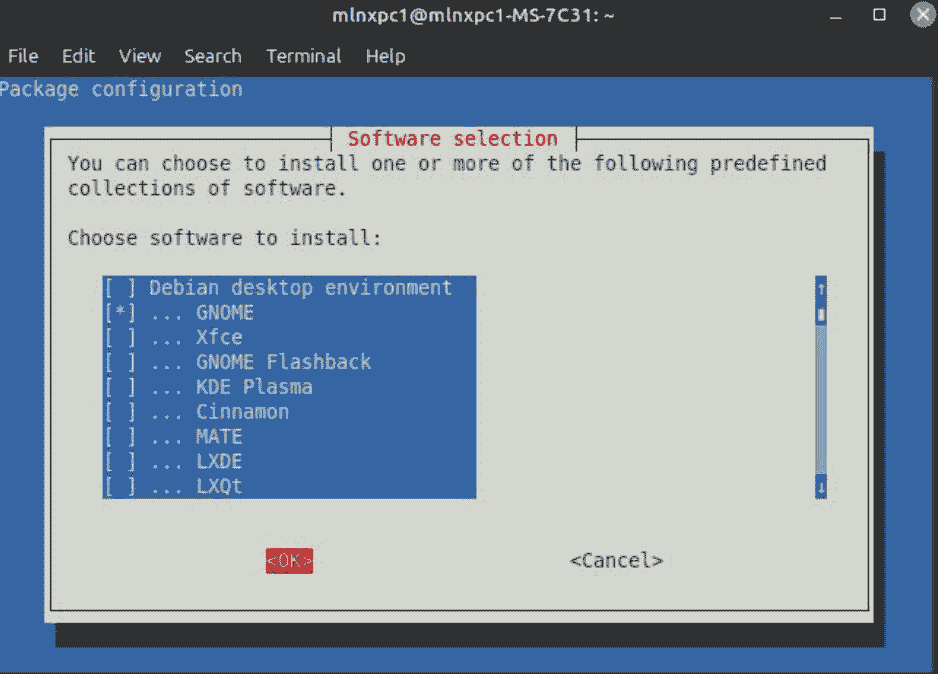 mlnxpc1@mlnxpc1-MS-7C31: ~
File Edit View Search Terminal Help
Package configuration
Software selection
You can choose to install one or more of the following predefined
collections of software.
Choose software to install:
[ ] Debian desktop environment
[*] ... GNOME
[ ] ... Xfce
[ ] ... GNOME Flashback
[ ] ... KDE Plasma
[ ] ... Cinnamon
[ ] ... MATE
[ ] ... LXDE
[ ] ... LXQt
<OK> <Cancel>